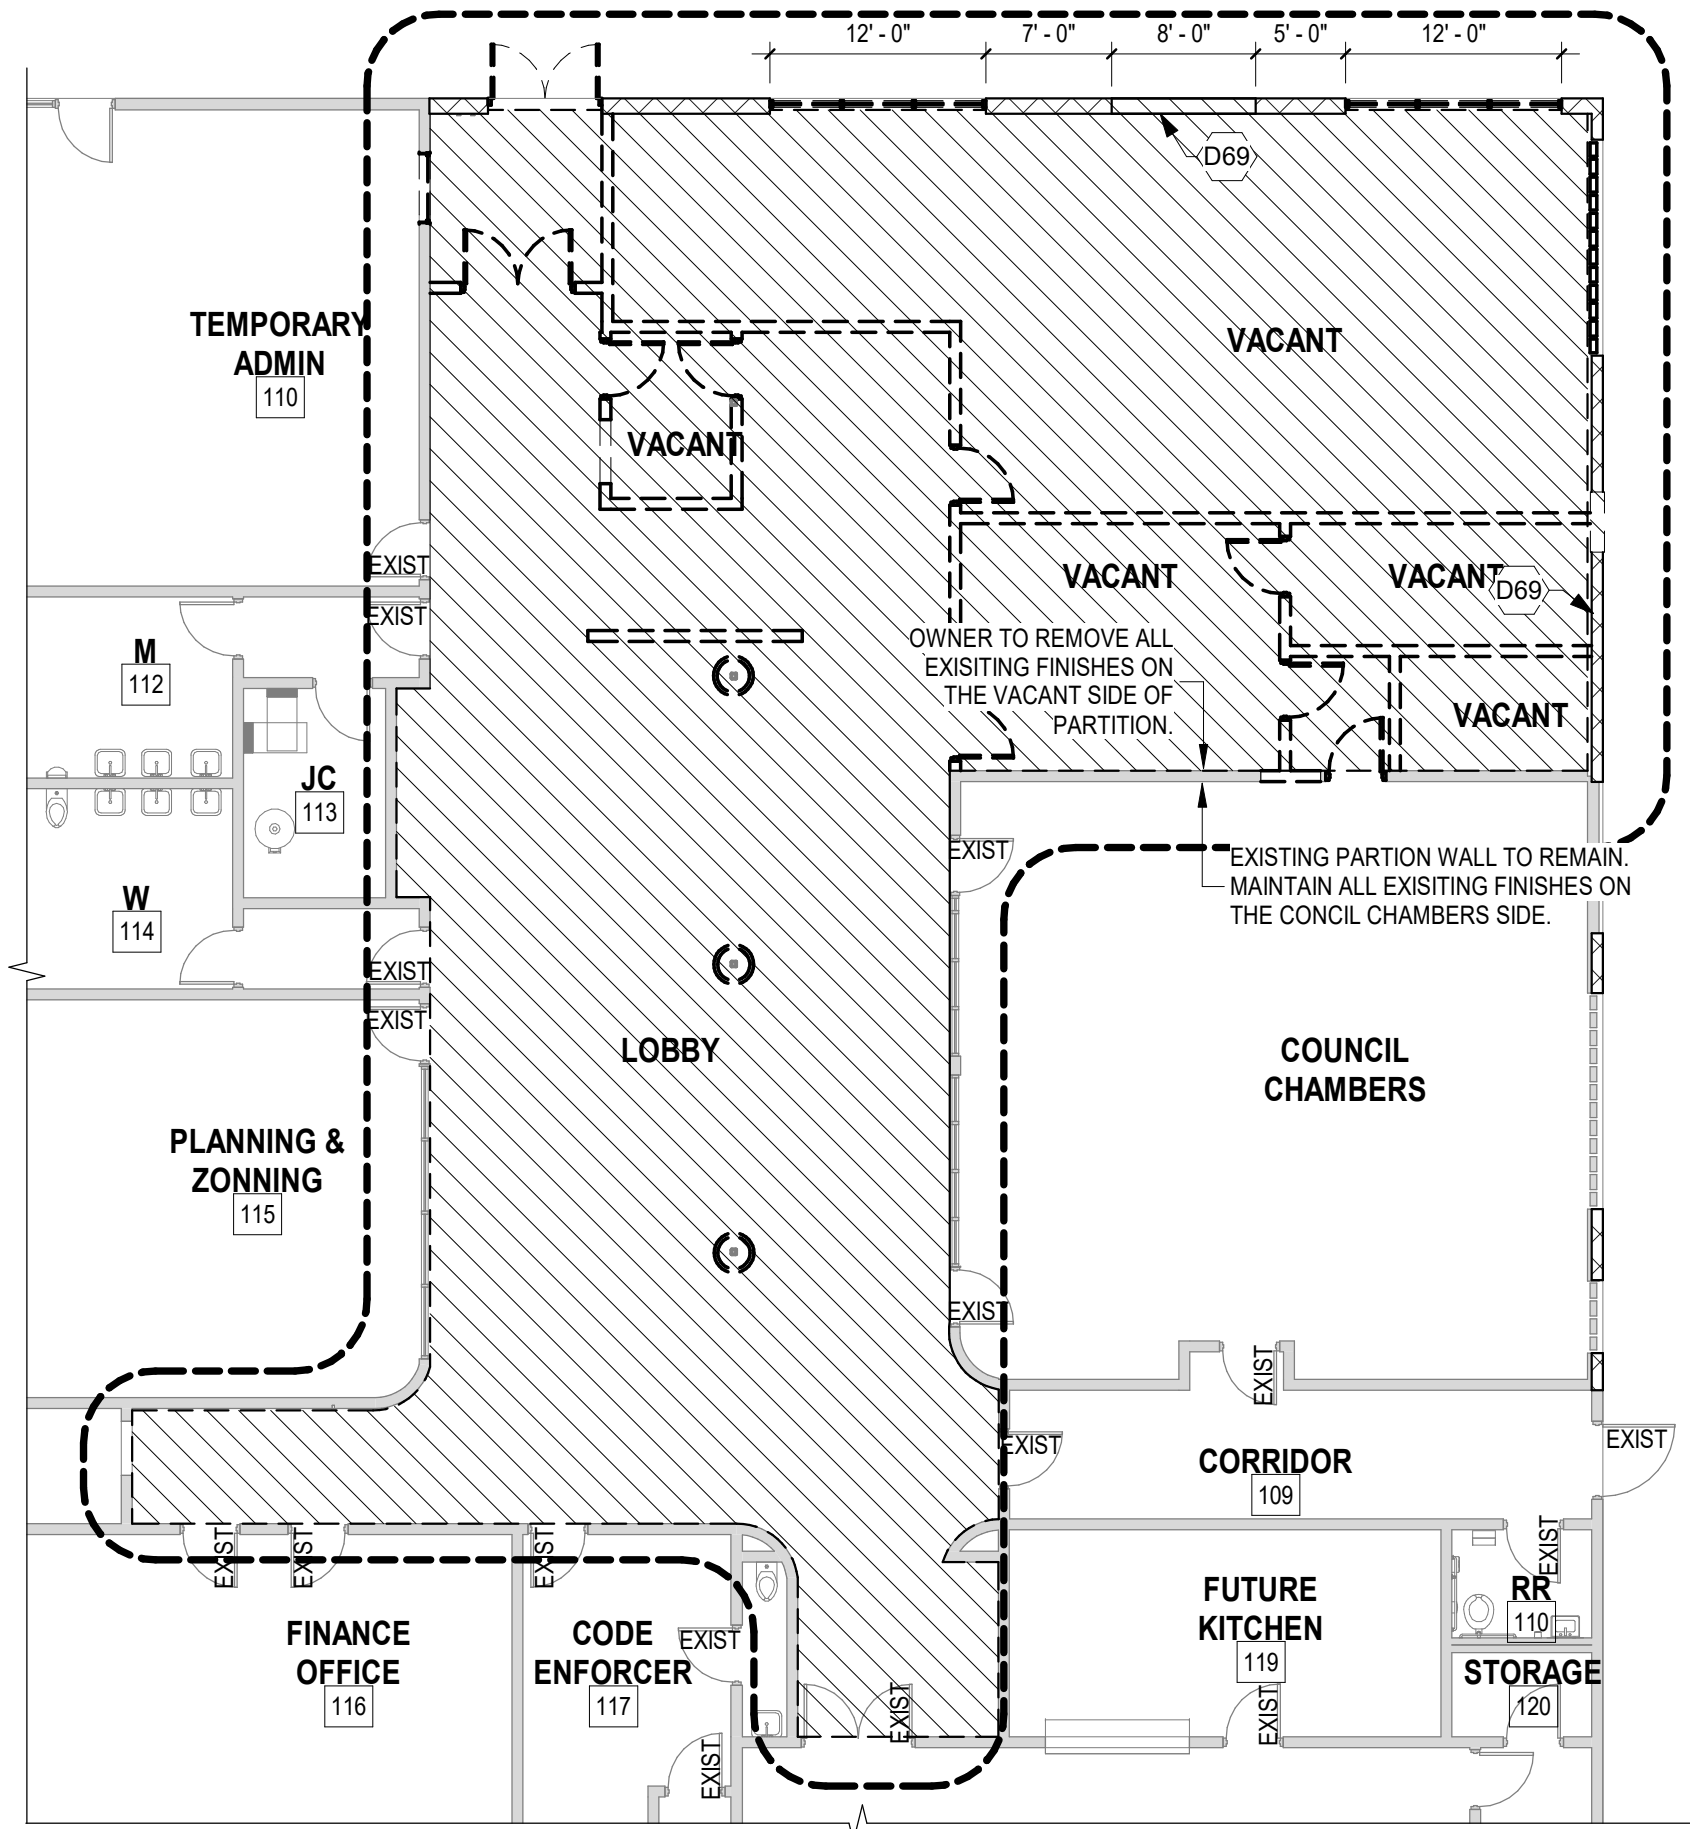 12' - 0"
7' - 0"
8' - 0"
5' - 0"
12' - 0"
D69
TEMPORARY
ADMIN
110
VACANT
VACANT
EXIST
VACANT
VACANT
D69
EXIST
OWNER TO REMOVE ALL
EXISITING FINISHES ON
THE VACANT SIDE OF
PARTITION.
M
112
VACANT
JC
113
EXIST
EXISTING PARTION WALL TO REMAIN.
MAINTAIN ALL EXISITING FINISHES ON
THE CONCIL CHAMBERS SIDE.
W
114
EXIST
EXIST
LOBBY
COUNCIL
CHAMBERS
PLANNING &
ZONNING
115
EXIST
EXIST
EXIST
EXIST
CORRIDOR
109
EXIST
EXIST
EXIST
EXIST
FINANCE
OFFICE
116
CODE
ENFORCER
117
EXIST
FUTURE
KITCHEN
119
RR
110
STORAGE
120
EXIST
EXIST
EXIST